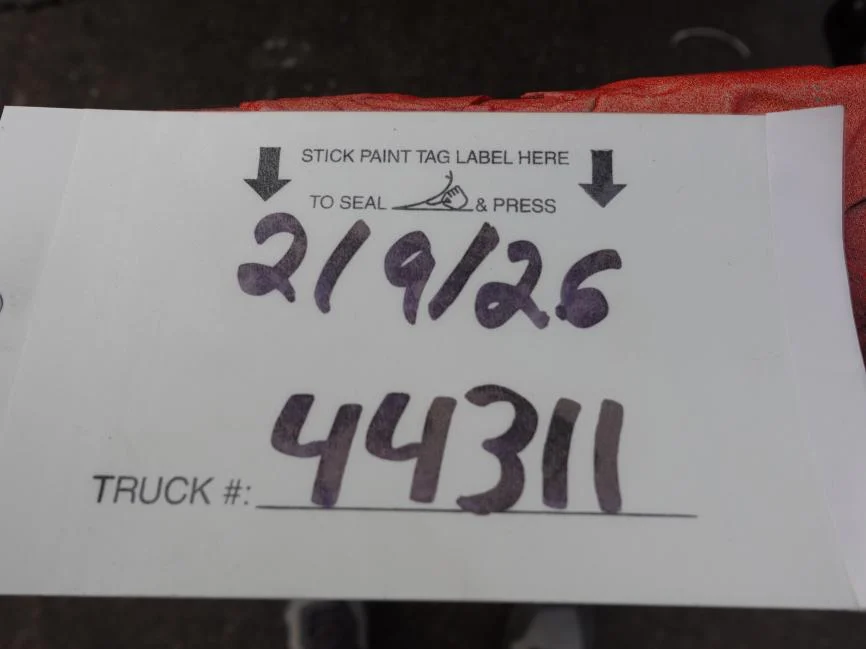 STICK PAINT TAG LABEL HERE
TO SEAL & PRESS
2/9/26
44311
TRUCK #: